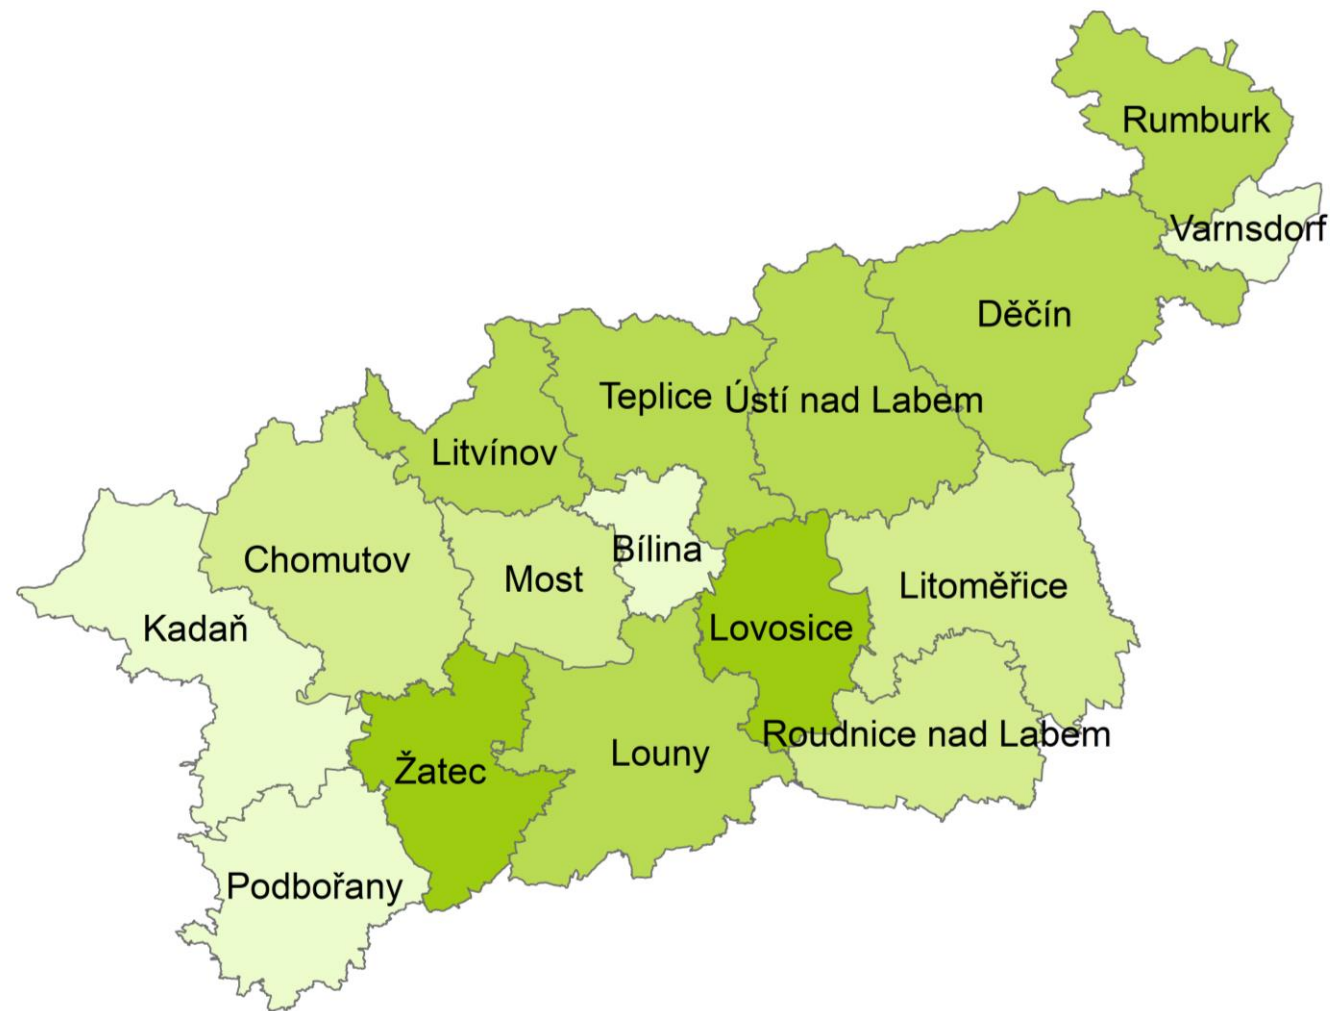 Rumburk
Varnsdorf
Děčín
Teplice
Ústí nad Labem
Litvínov
Chomutov
Most
Bílina
Litoměřice
Kadaň
Lovosice
Roudnice nad Labem
Louny
Žatec
Podbořany